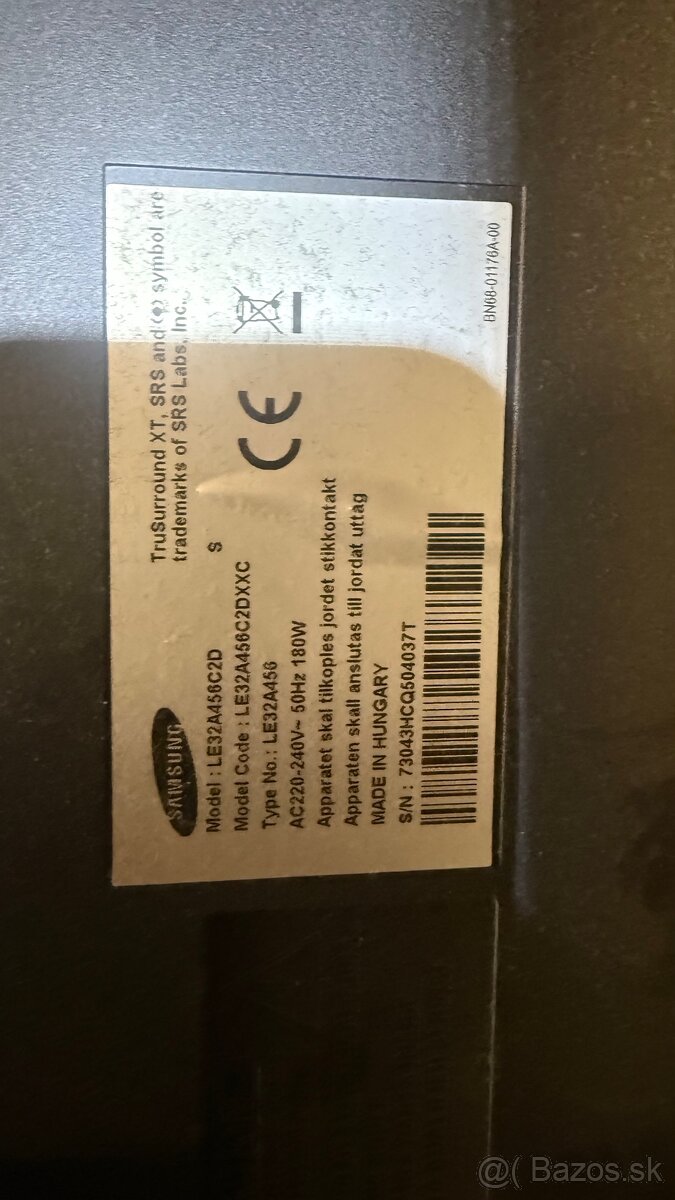 SAMSUNG
TruSurround XT, SRS and (●) symbol are
trademarks of SRS Labs, Inc.
Model : LE32A456C2D
S
Model Code : LE32A456C2DXXC
Type No.: LE32A456
AC220-240V~ 50Hz 180W
Apparatet skal tilkoples jordet stikkontakt
Apparaten skall anslutas till jordat uttag
MADE IN HUNGARY
S/N : 73043HCQ504037T
CE
BN68-01176A-00
@( Bazos.sk